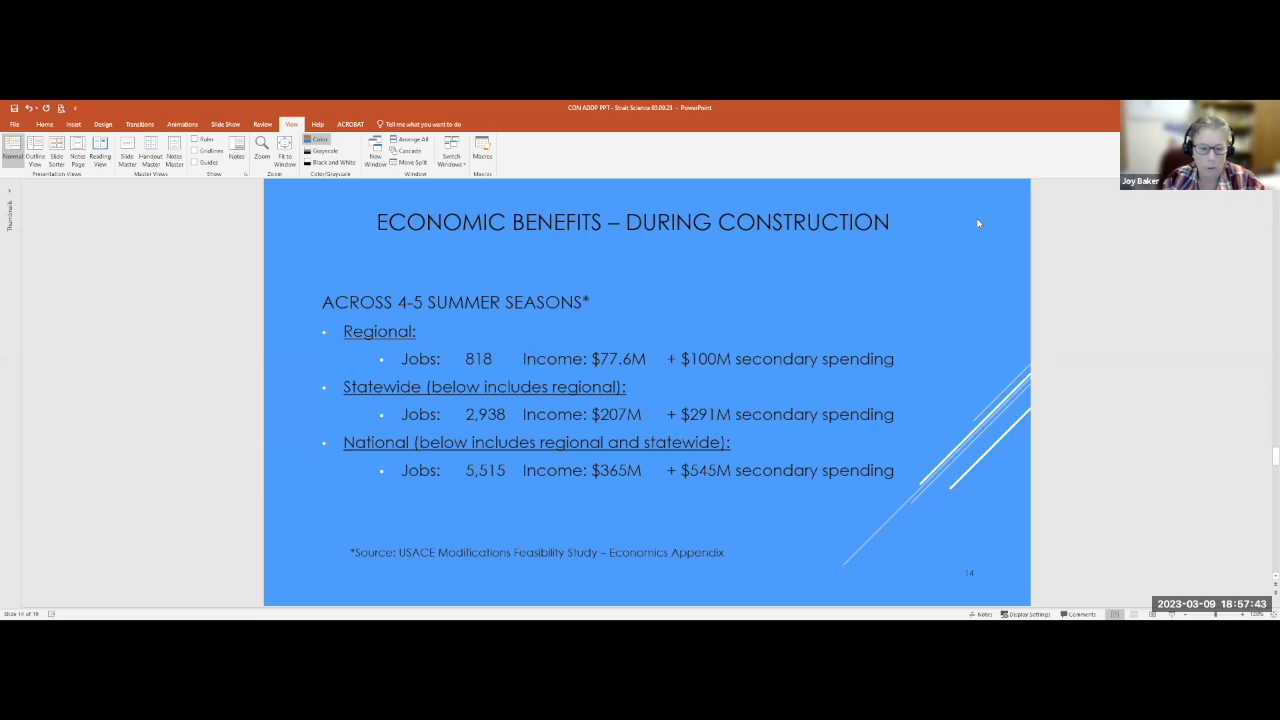 CON ADDP PPT - Strait Science 03.09.23 - PowerPoint
File Home Insert Design Transitions Animations Slide Show Review View Help ACROBAT Tell me what you want to do
Normal Outline View Slide Sorter Notes Page Reading View
Presentation Views
Slide Master Handout Master Notes Master
Master Views
Ruler
Gridlines
Guides
Show
Notes
Zoom Fit to Window
Zoom
Color
Grayscale
Black and White
Color/Grayscale
New Window
Arrange All
Cascade
Move Split
Switch Windows
Window
Macros
Macros
Joy Baker
Thumbnails
ECONOMIC BENEFITS – DURING CONSTRUCTION
ACROSS 4-5 SUMMER SEASONS*
• Regional:
• Jobs: 818 Income: $77.6M + $100M secondary spending
• Statewide (below includes regional):
• Jobs: 2,938 Income: $207M + $291M secondary spending
• National (below includes regional and statewide):
• Jobs: 5,515 Income: $365M + $545M secondary spending
*Source: USACE Modifications Feasibility Study – Economics Appendix
14
2023-03-09 18:57:43
Slide 14 of 19
Notes Display Settings Comments